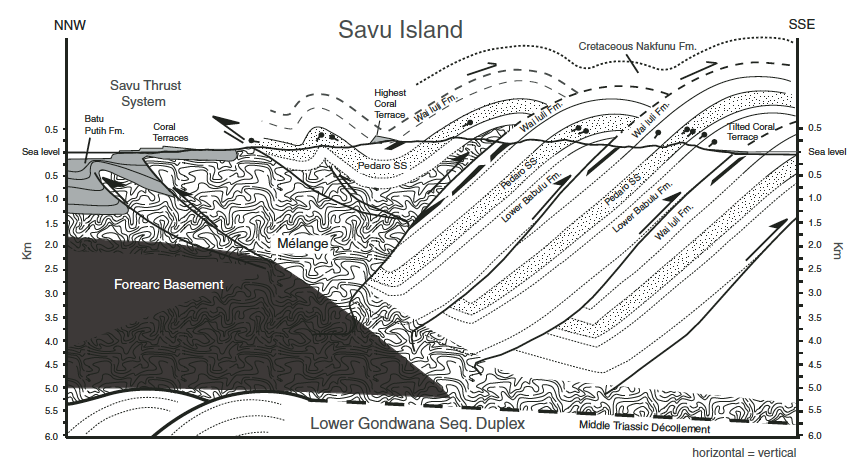 NNW
Savu Island
SSE
Cretaceous Nakfunu Fm.
Savu Thrust
System
Highest
Coral
Terrace
Wai luli Fm.
Wai luli Fm.
Wai luli Fm.
Batu
Putih Fm.
Coral
Terraces
Tilted Coral
Terrace
0.5
0.5
Sea level
Sea level
Pedaro SS
Pedaro SS
Pedaro SS
Lower Babulu Fm.
Lower Babulu Fm.
Wai luli Fm.
0.5
0.5
1.0
1.0
1.5
1.5
Mélange
2.0
2.0
Km
Km
2.5
2.5
Forearc Basement
3.0
3.0
3.5
3.5
4.0
4.0
4.5
4.5
5.0
5.0
5.5
5.5
Lower Gondwana Seq. Duplex
Middle Triassic Décollement
6.0
6.0
horizontal = vertical